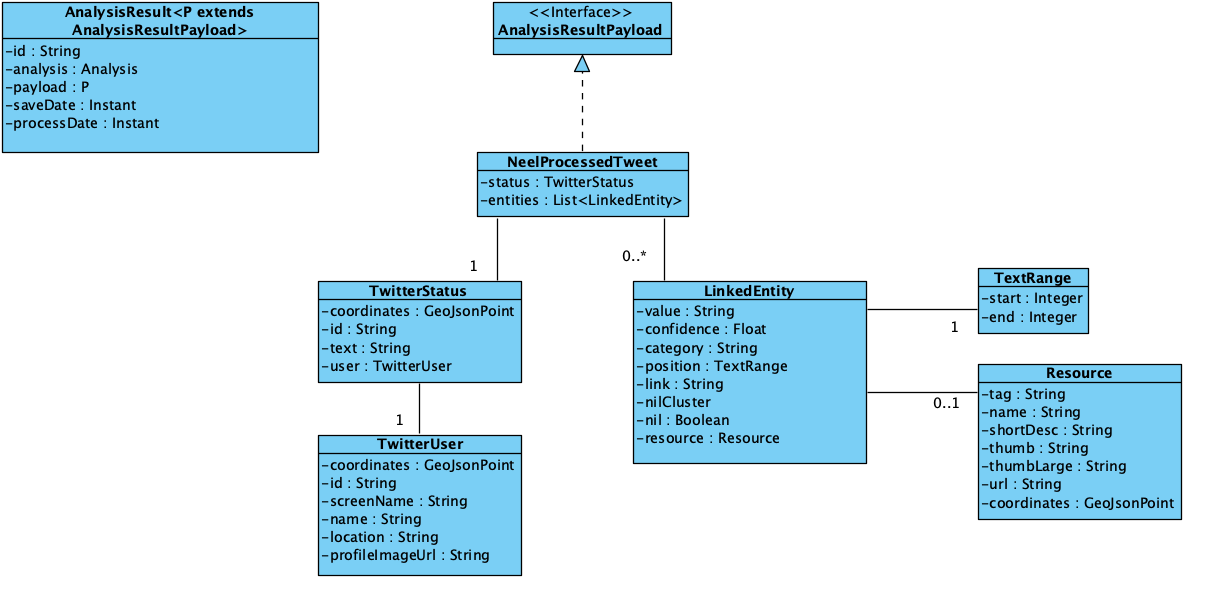 AnalysisResult<P extends
AnalysisResultPayload>
-id : String
-analysis : Analysis
-payload : P
-saveDate : Instant
-processDate : Instant
<<Interface>>
AnalysisResultPayload
NeelProcessedTweet
-status : TwitterStatus
-entities : List<LinkedEntity>
1
0..*
TwitterStatus
-coordinates : GeoJsonPoint
-id : String
-text : String
-user : TwitterUser
1
TwitterUser
-coordinates : GeoJsonPoint
-id : String
-screenName : String
-name : String
-location : String
-profileImageUrl : String
LinkedEntity
-value : String
-confidence : Float
-category : String
-position : TextRange
-link : String
-nilCluster
-nil : Boolean
-resource : Resource
1
0..1
TextRange
-start : Integer
-end : Integer
Resource
-tag : String
-name : String
-shortDesc : String
-thumb : String
-thumbLarge : String
-url : String
-coordinates : GeoJsonPoint